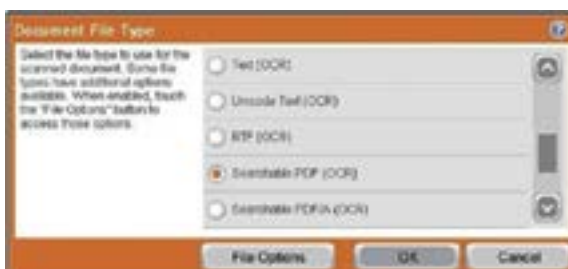 Document File Type
Select the file type to use for the
scanned document. Some file
types have additional options
available. When enabled, touch
the "File Options" button to
access those options.
Text (OCR)
Unicode Text (OCR)
RTF (OCR)
Searchable PDF (OCR)
Searchable PDF/A (OCR)
File Options
OK
Cancel